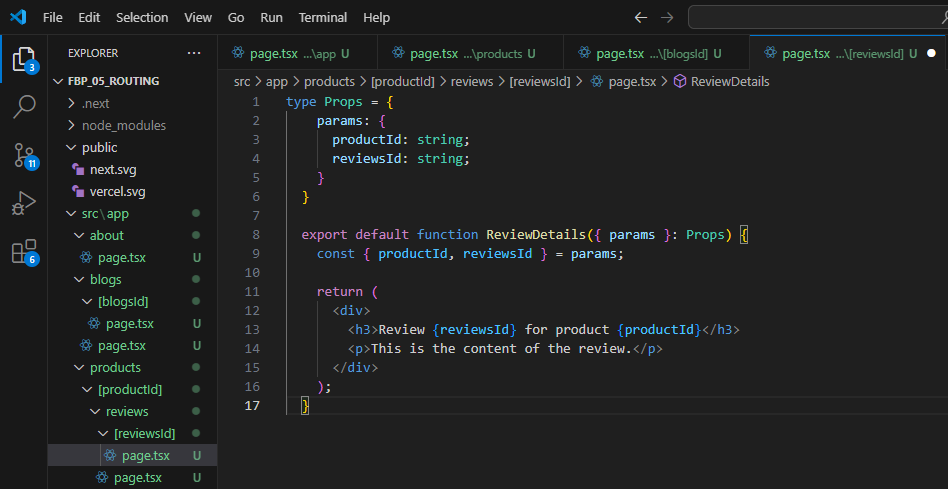 File Edit Selection View Go Run Terminal Help
EXPLORER ...
page.tsx ...\app U page.tsx ...\products U page.tsx ...\[blogsId] U page.tsx ...\[reviewsId] U
src > app > products > [productId] > reviews > [reviewsId] > page.tsx > ReviewDetails
FBP_05_ROUTING
.next
node_modules
public
next.svg
vercel.svg
src\app
about
page.tsx U
blogs
[blogsId]
page.tsx U
page.tsx U
products
[productId]
reviews
[reviewsId]
page.tsx U
page.tsx U
3
11
6
1 type Props = {
2 params: {
3 productId: string;
4 reviewsId: string;
5 }
6 }
7
8 export default function ReviewDetails({ params }: Props) {
9 const { productId, reviewsId } = params;
10
11 return (
12 <div>
13 <h3>Review {reviewsId} for product {productId}</h3>
14 <p>This is the content of the review.</p>
15 </div>
16 );
17 }